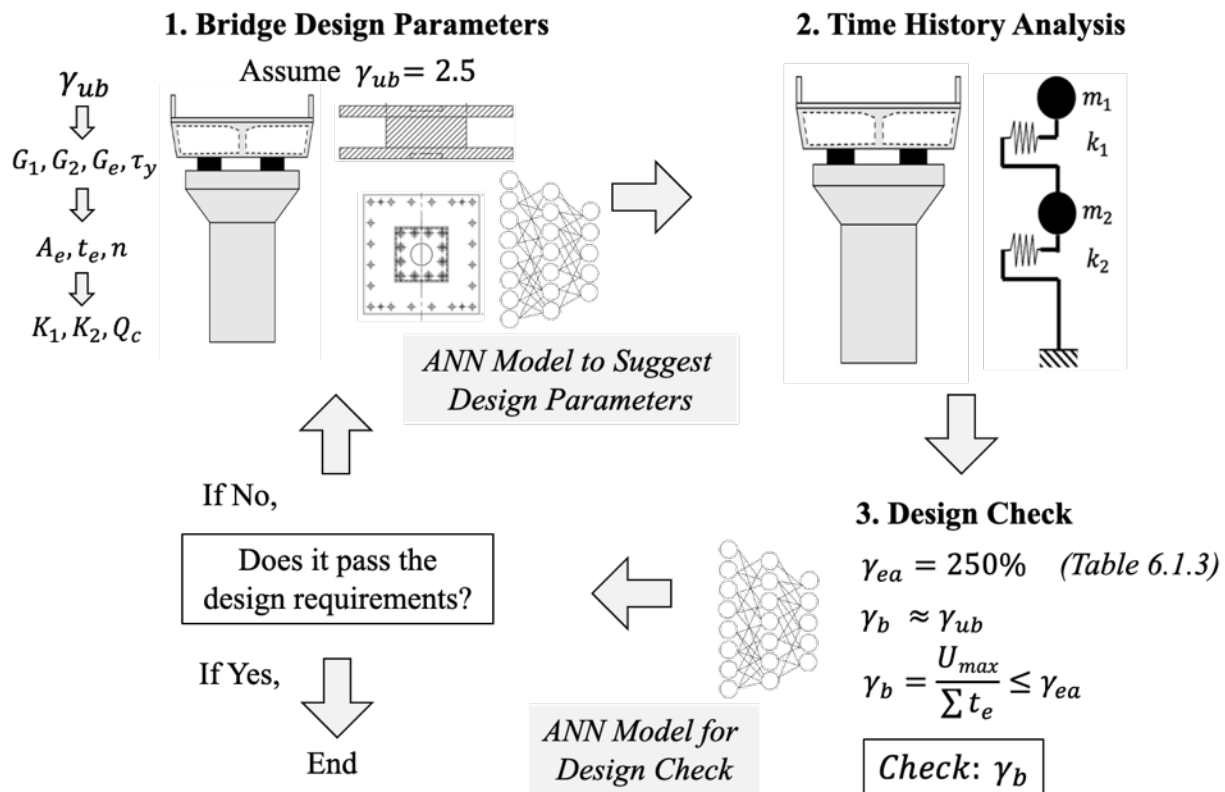 1. Bridge Design Parameters
Assume γ_ub = 2.5
γ_ub
G_1, G_2, G_e, τ_y
A_e, t_e, n
K_1, K_2, Q_c
ANN Model to Suggest
Design Parameters
2. Time History Analysis
m_1
k_1
m_2
k_2
3. Design Check
γ_ea = 250% (Table 6.1.3)
γ_b ≈ γ_ub
γ_b = U_max / ∑ t_e ≤ γ_ea
Check: γ_b
ANN Model for
Design Check
If No,
Does it pass the
design requirements?
If Yes,
End